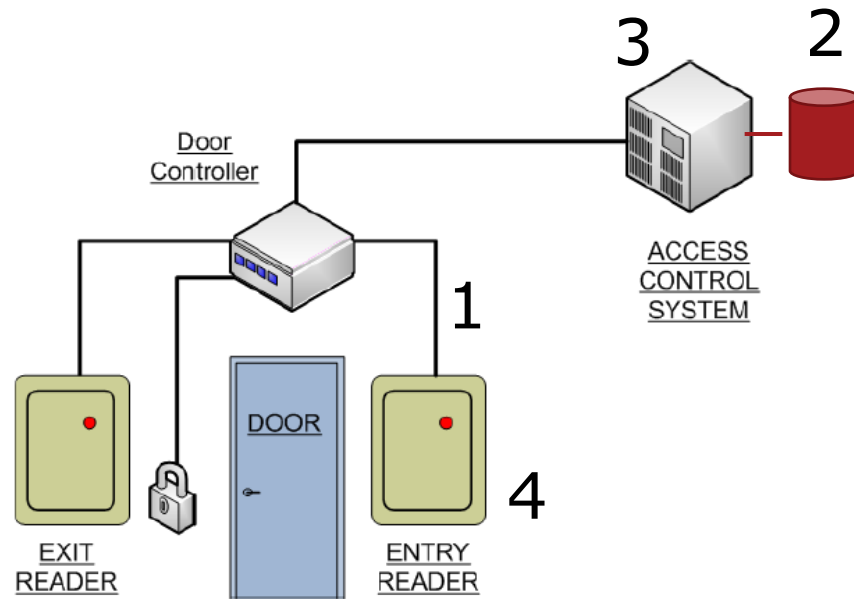 3
2
Door
Controller
ACCESS
CONTROL
SYSTEM
1
DOOR
4
EXIT
READER
ENTRY
READER